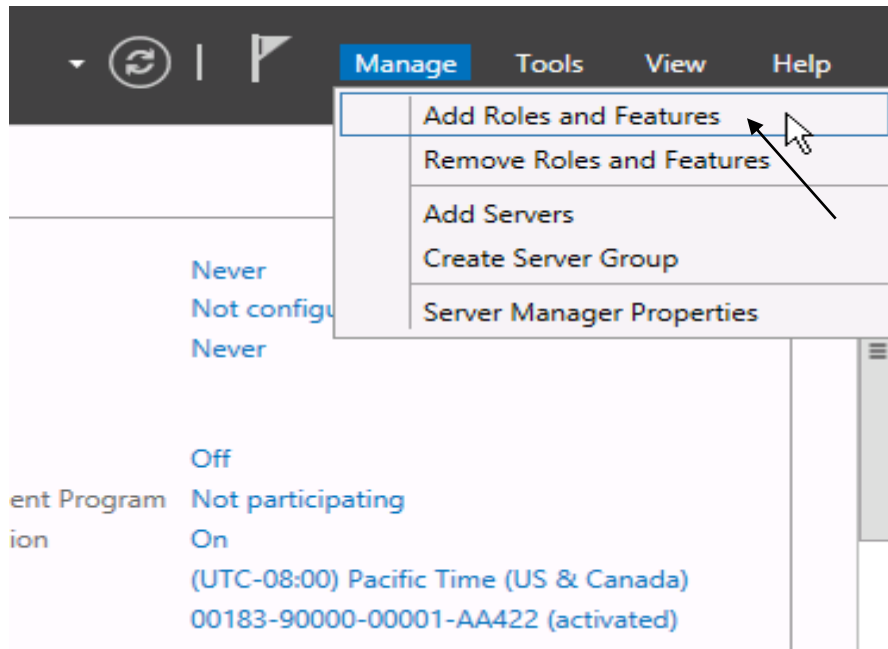 Manage Tools View Help
Add Roles and Features
Remove Roles and Features
Add Servers
Create Server Group
Server Manager Properties
Never
Not configu
Never
Off
ent Program Not participating
ion On
(UTC-08:00) Pacific Time (US & Canada)
00183-90000-00001-AA422 (activated)